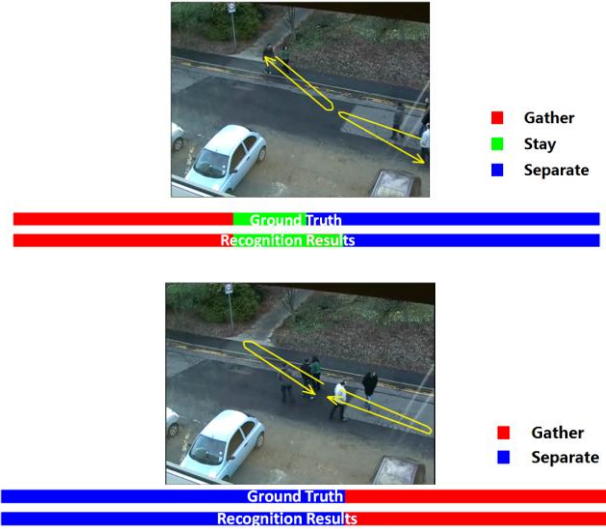 Gather
Stay
Separate
Ground Truth
Recognition Results
Gather
Separate
Ground Truth
Recognition Results